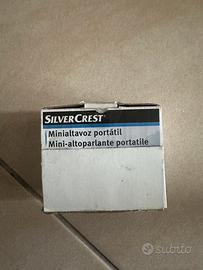 SILVERCREST®
Minialtavoz portátil
Mini-altoparlante portatile
subito